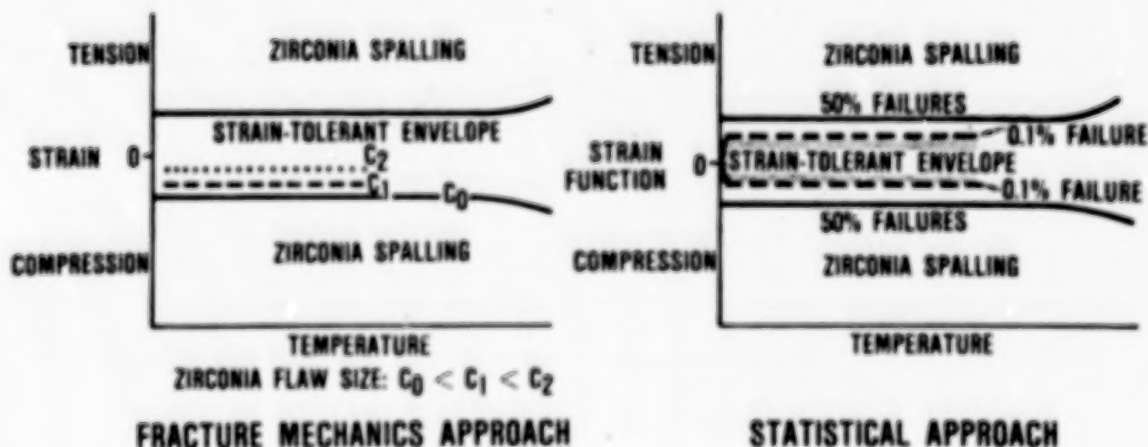 TENSION
ZIRCONIA SPALLING
STRAIN-TOLERANT ENVELOPE
STRAIN 0
C2
C1
C0
ZIRCONIA SPALLING
COMPRESSION
TEMPERATURE
ZIRCONIA FLAW SIZE: C0 < C1 < C2
FRACTURE MECHANICS APPROACH
TENSION
ZIRCONIA SPALLING
50% FAILURES
0.1% FAILURE
STRAIN
FUNCTION
0
STRAIN-TOLERANT ENVELOPE
0.1% FAILURE
50% FAILURES
COMPRESSION
ZIRCONIA SPALLING
TEMPERATURE
STATISTICAL APPROACH